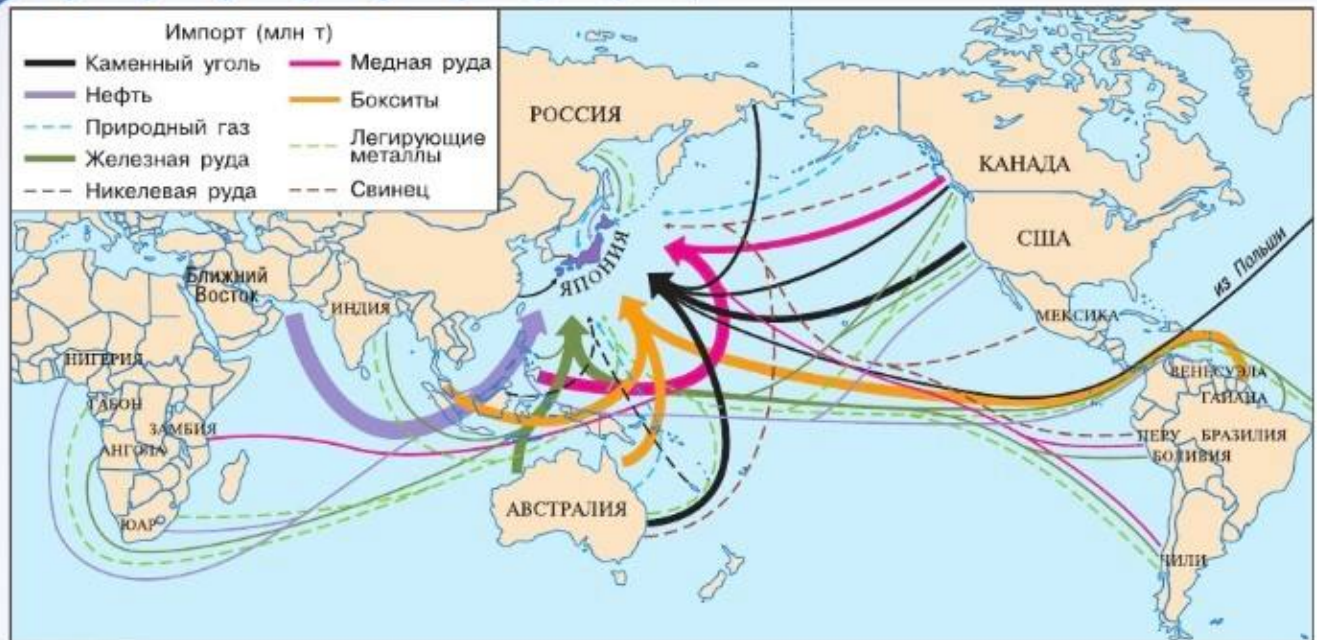 Импорт (млн т)
Каменный уголь
Нефть
Природный газ
Железная руда
Никелевая руда
Медная руда
Бокситы
Легирующие
металлы
Свинец
РОССИЯ
КАНАДА
США
из Польши
ЯПОНИЯ
Ближний
Восток
ИНДИЯ
МЕКСИКА
НИГЕРИЯ
ВЕНЕСУЭЛА
ГАЙАНА
ГАБОН
ЗАМБИЯ
АНГОЛА
ПЕРУ
БРАЗИЛИЯ
БОЛИВИЯ
АВСТРАЛИЯ
ЮАР
ЧИЛИ